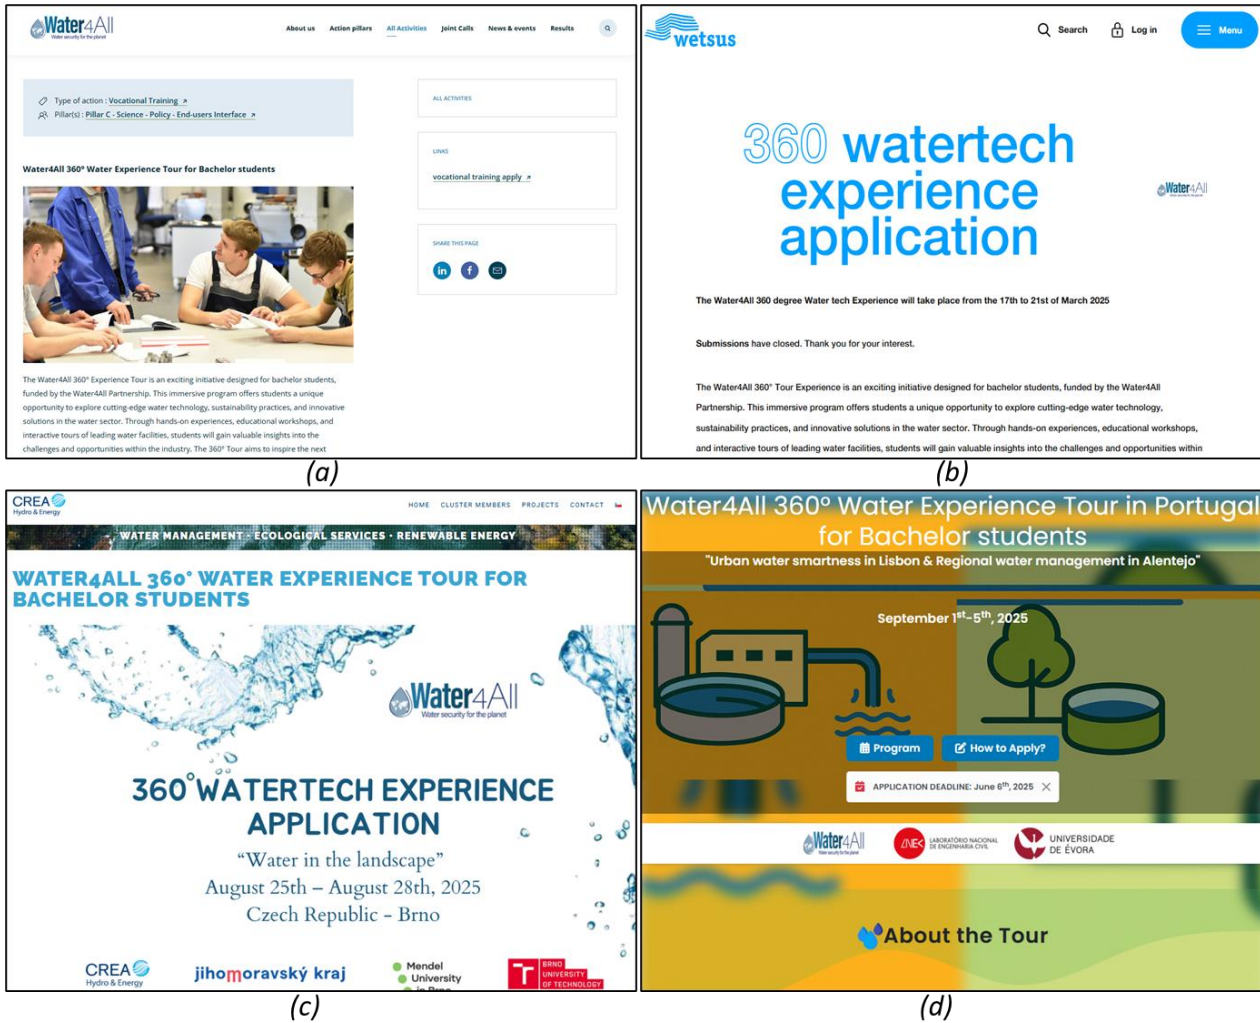 Water4All
Water security for the planet
About us Action pillars All Activities Joint Calls News & events Results
Type of action : Vocational Training ↗
Pillar(s) : Pillar C - Science - Policy - End-users Interface ↗
Water4All 360° Water Experience Tour for Bachelor students
The Water4All 360° Experience Tour is an exciting initiative designed for bachelor students,
funded by the Water4All Partnership. This immersive program offers students a unique
opportunity to explore cutting-edge water technology, sustainability practices, and innovative
solutions in the water sector. Through hands-on experiences, educational workshops, and
interactive tours of leading water facilities, students will gain valuable insights into the
challenges and opportunities within the industry. The 360° Tour aims to inspire the next
ALL ACTIVITIES
LINKS
vocational training apply ↗
SHARE THIS PAGE
in f
(a)
wetsus
Search Log in Menu
360 watertech
experience
application
Water4All
The Water4All 360 degree Water tech Experience will take place from the 17th to 21st of March 2025
Submissions have closed. Thank you for your interest.
The Water4All 360° Tour Experience is an exciting initiative designed for bachelor students, funded by the Water4All
Partnership. This immersive program offers students a unique opportunity to explore cutting-edge water technology,
sustainability practices, and innovative solutions in the water sector. Through hands-on experiences, educational workshops,
and interactive tours of leading water facilities, students will gain valuable insights into the challenges and opportunities within
(b)
CREA
Hydro & Energy
HOME CLUSTER MEMBERS PROJECTS CONTACT
WATER MANAGEMENT · ECOLOGICAL SERVICES · RENEWABLE ENERGY
WATER4ALL 360° WATER EXPERIENCE TOUR FOR
BACHELOR STUDENTS
Water4All
Water security for the planet
360°WATERTECH EXPERIENCE
APPLICATION
“Water in the landscape”
August 25th – August 28th, 2025
Czech Republic - Brno
CREA
Hydro & Energy
jihomoravský kraj
Mendel
University
in Brno
T BRNO
UNIVERSITY
OF TECHNOLOGY
(c)
Water4All 360º Water Experience Tour in Portugal
for Bachelor students
"Urban water smartness in Lisbon & Regional water management in Alentejo"
September 1st-5th, 2025
Program How to Apply?
APPLICATION DEADLINE: June 6th, 2025 ×
Water4All
Water security for the planet
LNEC LABORATÓRIO NACIONAL
DE ENGENHARIA CIVIL
UNIVERSIDADE
DE ÉVORA
About the Tour
(d)